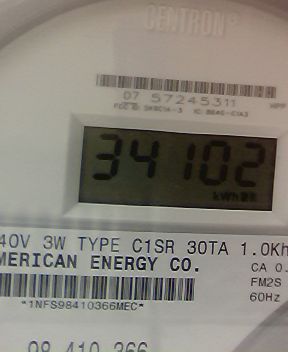 CENTRON®
07 57245311
34102
kWh
40V 3W TYPE C1SR 30TA 1.0Kh
MERICAN ENERGY CO.
CA 0.
FM2S
60Hz
*1NFS98410366MEC*
98 410 366